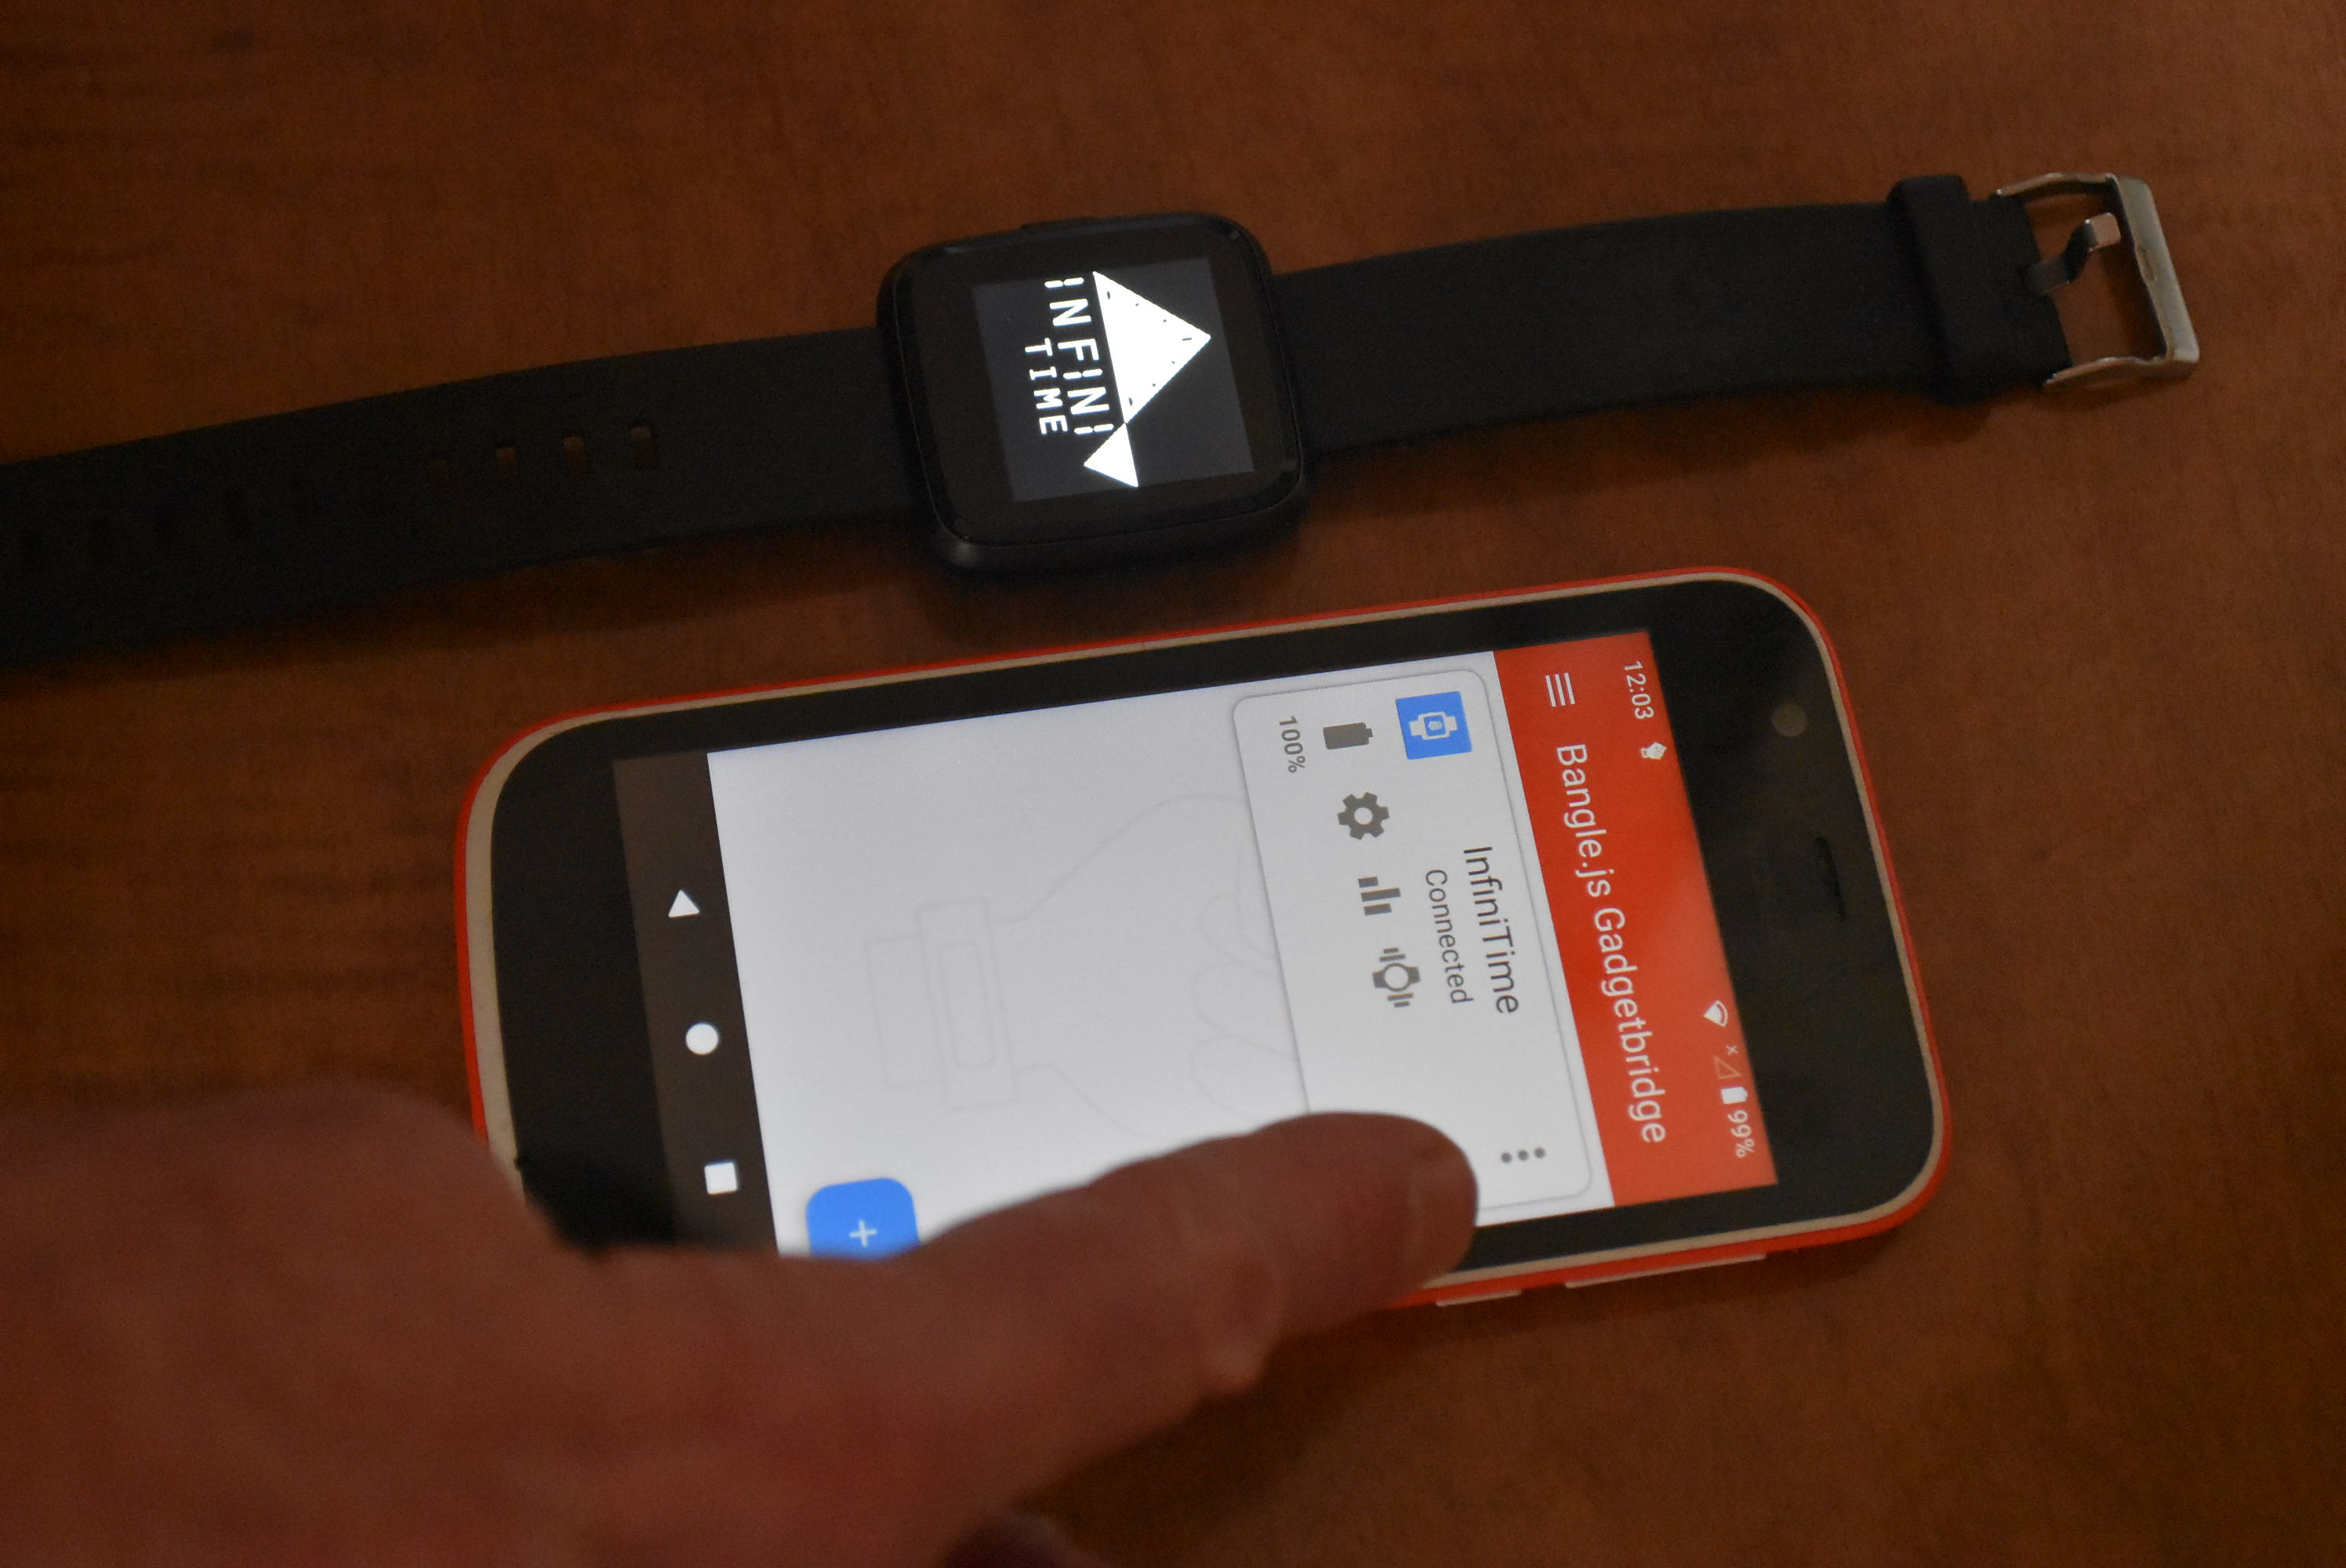 INFINI
TIME
12:03
99%
Bangle.js Gadgetbridge
InfiniTime
Connected
100%